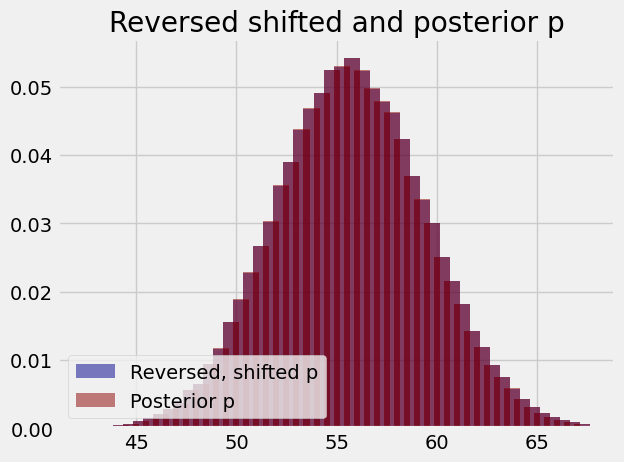 Reversed shifted and posterior p
0.05
0.04
0.03
0.02
0.01
0.00
Reversed, shifted p
Posterior p
45 50 55 60 65